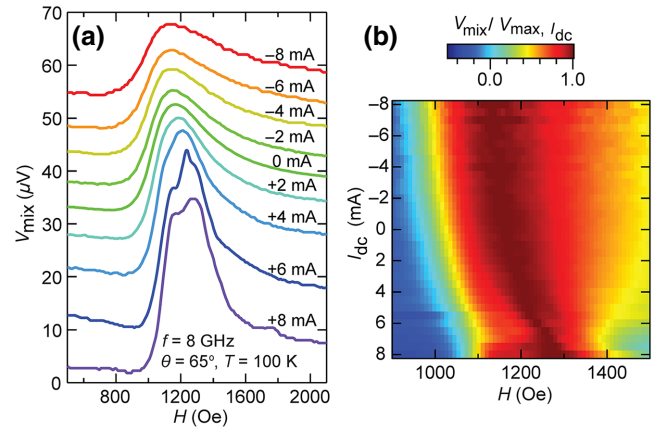 (a)
V_mix (μV)
70
60
50
40
30
20
10
0
−8 mA
−6 mA
−4 mA
−2 mA
0 mA
+2 mA
+4 mA
+6 mA
+8 mA
f = 8 GHz
θ = 65°, T = 100 K
800 1200 1600 2000
H (Oe)
(b)
V_mix/ V_max, I_dc
0.0 1.0
I_dc (mA)
−8
−6
−4
−2
0
2
4
6
8
1000 1200 1400
H (Oe)